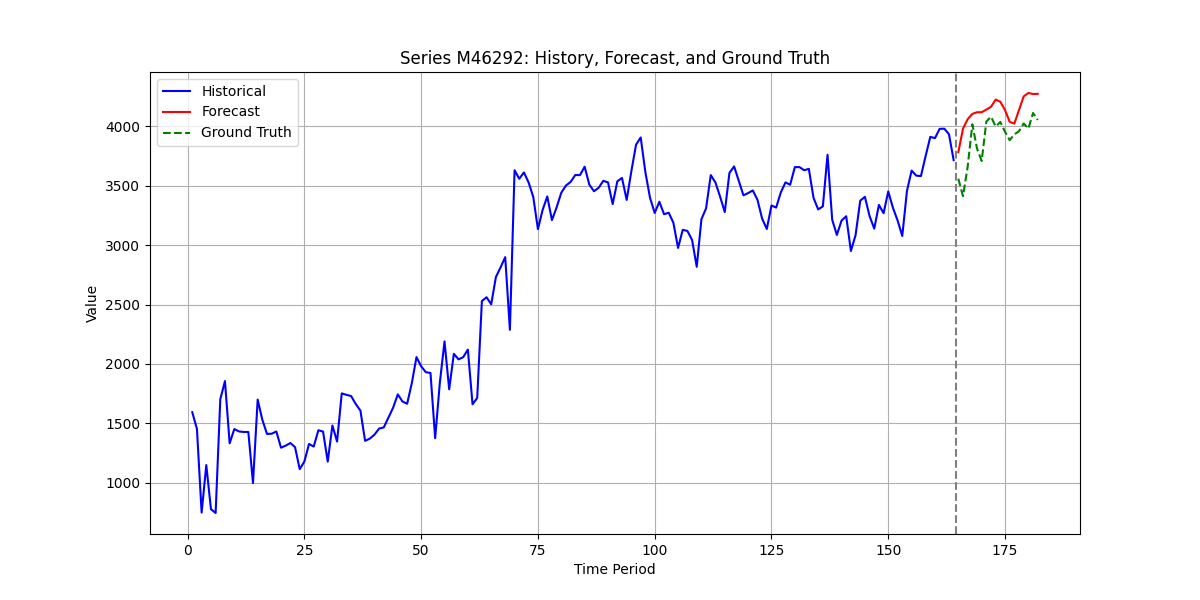 Series M46292: History, Forecast, and Ground Truth
Historical
Forecast
Ground Truth
4000
3500
3000
2500
2000
1500
1000
Value
0 25 50 75 100 125 150 175
Time Period